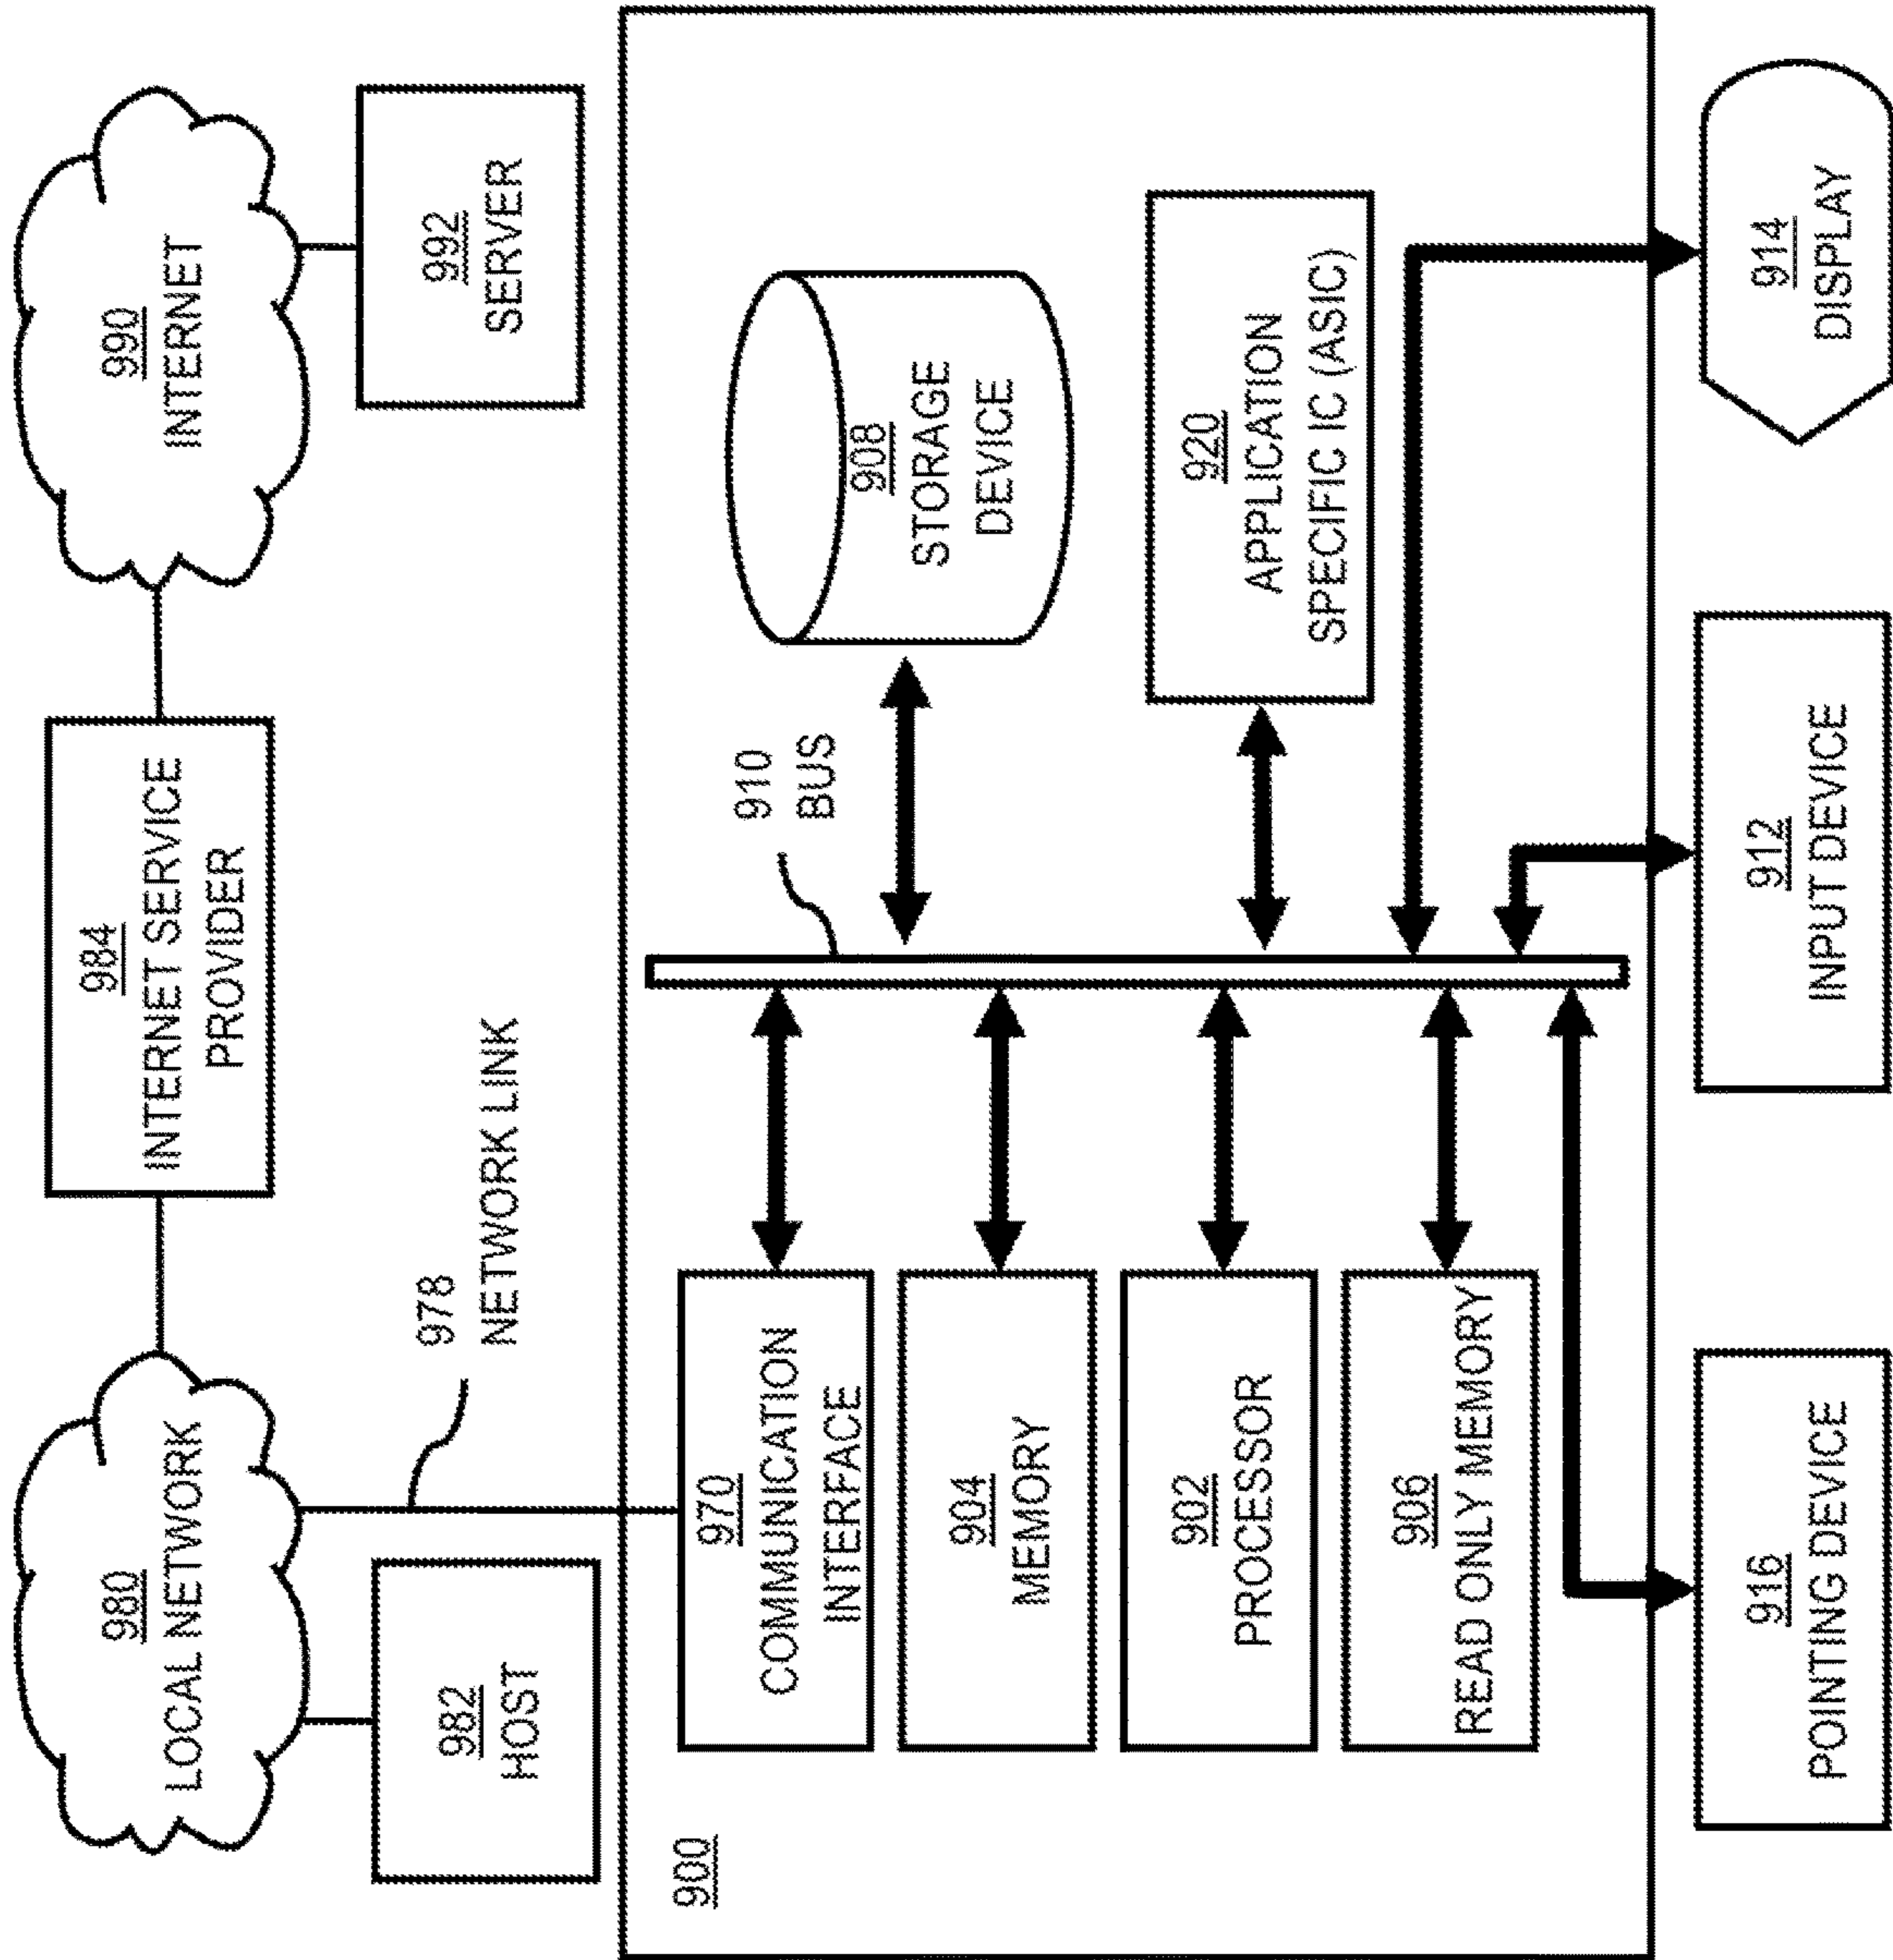 980
LOCAL NETWORK
984
INTERNET SERVICE
PROVIDER
990
INTERNET
982
HOST
978
NETWORK LINK
992
SERVER
900
970
COMMUNICATION
INTERFACE
910
BUS
908
STORAGE
DEVICE
904
MEMORY
902
PROCESSOR
920
APPLICATION
SPECIFIC IC (ASIC)
906
READ ONLY MEMORY
916
POINTING DEVICE
912
INPUT DEVICE
914
DISPLAY